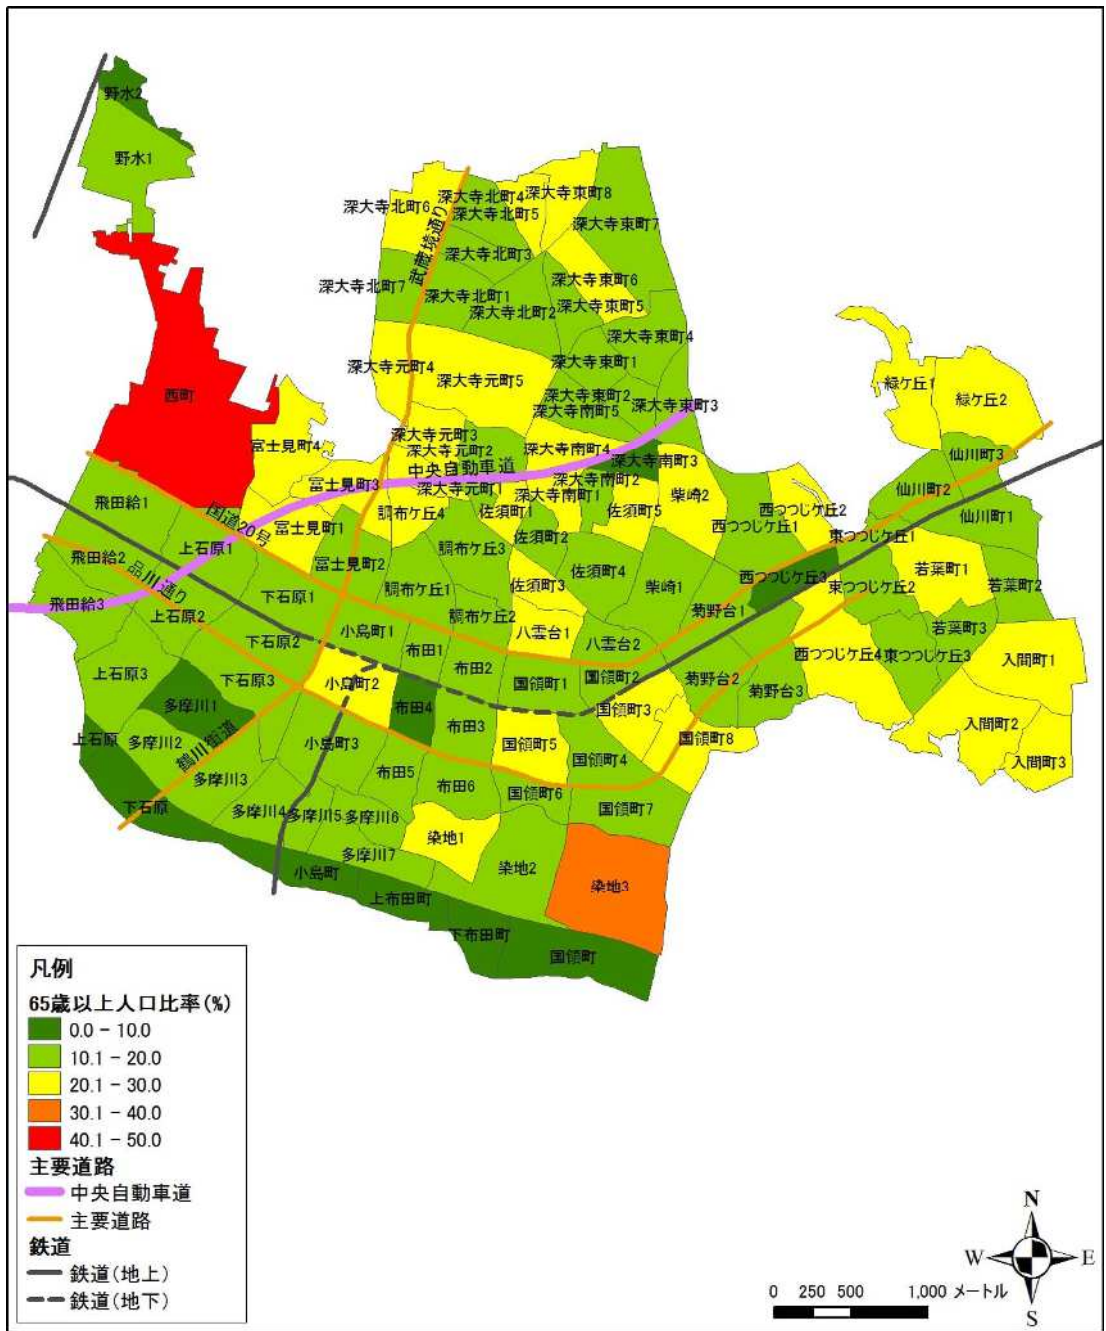 野水2
野水1
西町
深大寺北町6
深大寺北町4
深大寺北町5
深大寺東町8
深大寺東町7
武蔵境通り
深大寺北町3
深大寺北町7
深大寺北町1
深大寺北町2
深大寺東町6
深大寺東町5
深大寺東町4
深大寺元町4
深大寺元町5
深大寺東町1
深大寺東町2
深大寺南町5
深大寺東町3
緑ケ丘1
緑ケ丘2
富士見町4
深大寺元町3
深大寺元町2
深大寺南町4
深大寺南町3
中央自動車道
富士見町3
深大寺元町1
深大寺南町2
深大寺南町1
柴崎2
仙川町3
仙川町2
仙川町1
飛田給1
国道20号
富士見町1
調布ケ丘4
佐須町1
佐須町5
西つつじケ丘2
西つつじケ丘1
東つつじケ丘1
上石原1
飛田給2
品川通り
富士見町2
調布ケ丘3
佐須町2
佐須町4
佐須町3
柴崎1
西つつじケ丘3
東つつじケ丘2
若葉町1
若葉町2
飛田給3
上石原2
下石原1
調布ケ丘1
調布ケ丘2
菊野台1
若葉町3
下石原2
小島町1
布田1
八雲台1
八雲台2
西つつじケ丘4
東つつじケ丘3
入間町1
上石原3
下石原3
小島町2
布田2
国領町1
国領町2
菊野台2
菊野台3
多摩川1
布田4
布田3
国領町3
国領町8
入間町2
入間町3
上石原
多摩川2
鶴川街道
小島町3
国領町5
国領町4
多摩川3
布田5
布田6
国領町6
国領町7
下石原
多摩川4
多摩川5
多摩川6
染地1
多摩川7
染地2
染地3
小島町
上布田町
下布田町
国領町
凡例
65歳以上人口比率(%)
0.0 - 10.0
10.1 - 20.0
20.1 - 30.0
30.1 - 40.0
40.1 - 50.0
主要道路
中央自動車道
主要道路
鉄道
鉄道(地上)
鉄道(地下)
N
W
E
S
0 250 500 1,000 メートル